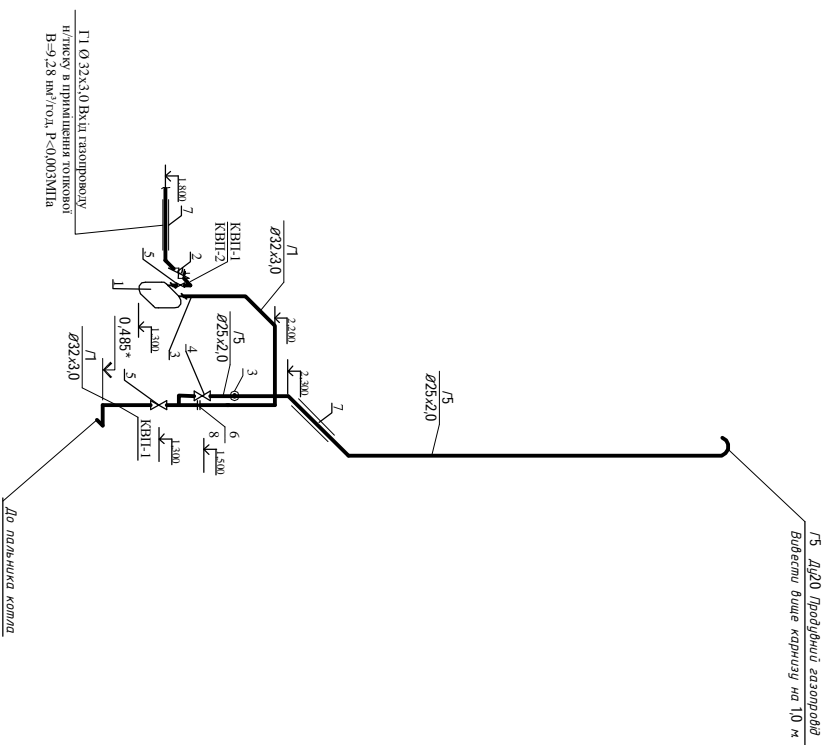 Г5 Ду20 Продувний газопровід
Вивести вище карнизу на 1,0 м
Г5
Ø25х2,0
Г1
Ø32х3,0
КВП-1
КВП-2
Г1 Ø 32х3,0 Вхід газопроводу
н/тиску в приміщення топкової
В=9,28 нм³/год, Р<0,003МПа
1,800
7
2
5
1
3
1,300
2,200
Г5
Ø25х2,0
4
3
2,300
7
0,485*
5
Г1
Ø32х3,0
КВП-1
1,300
6
8
1,500
До пальника котла